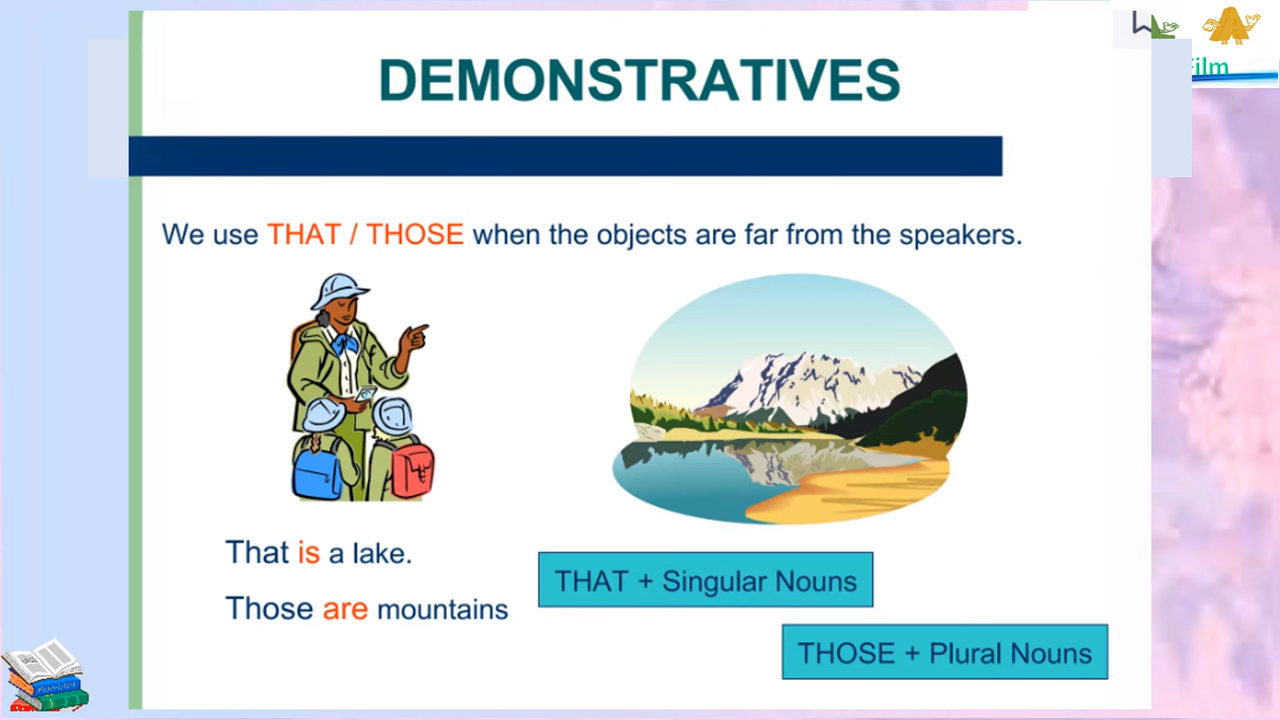 DEMONSTRATIVES
Film
We use THAT / THOSE when the objects are far from the speakers.
That is a lake.
THAT + Singular Nouns
Those are mountains
THOSE + Plural Nouns